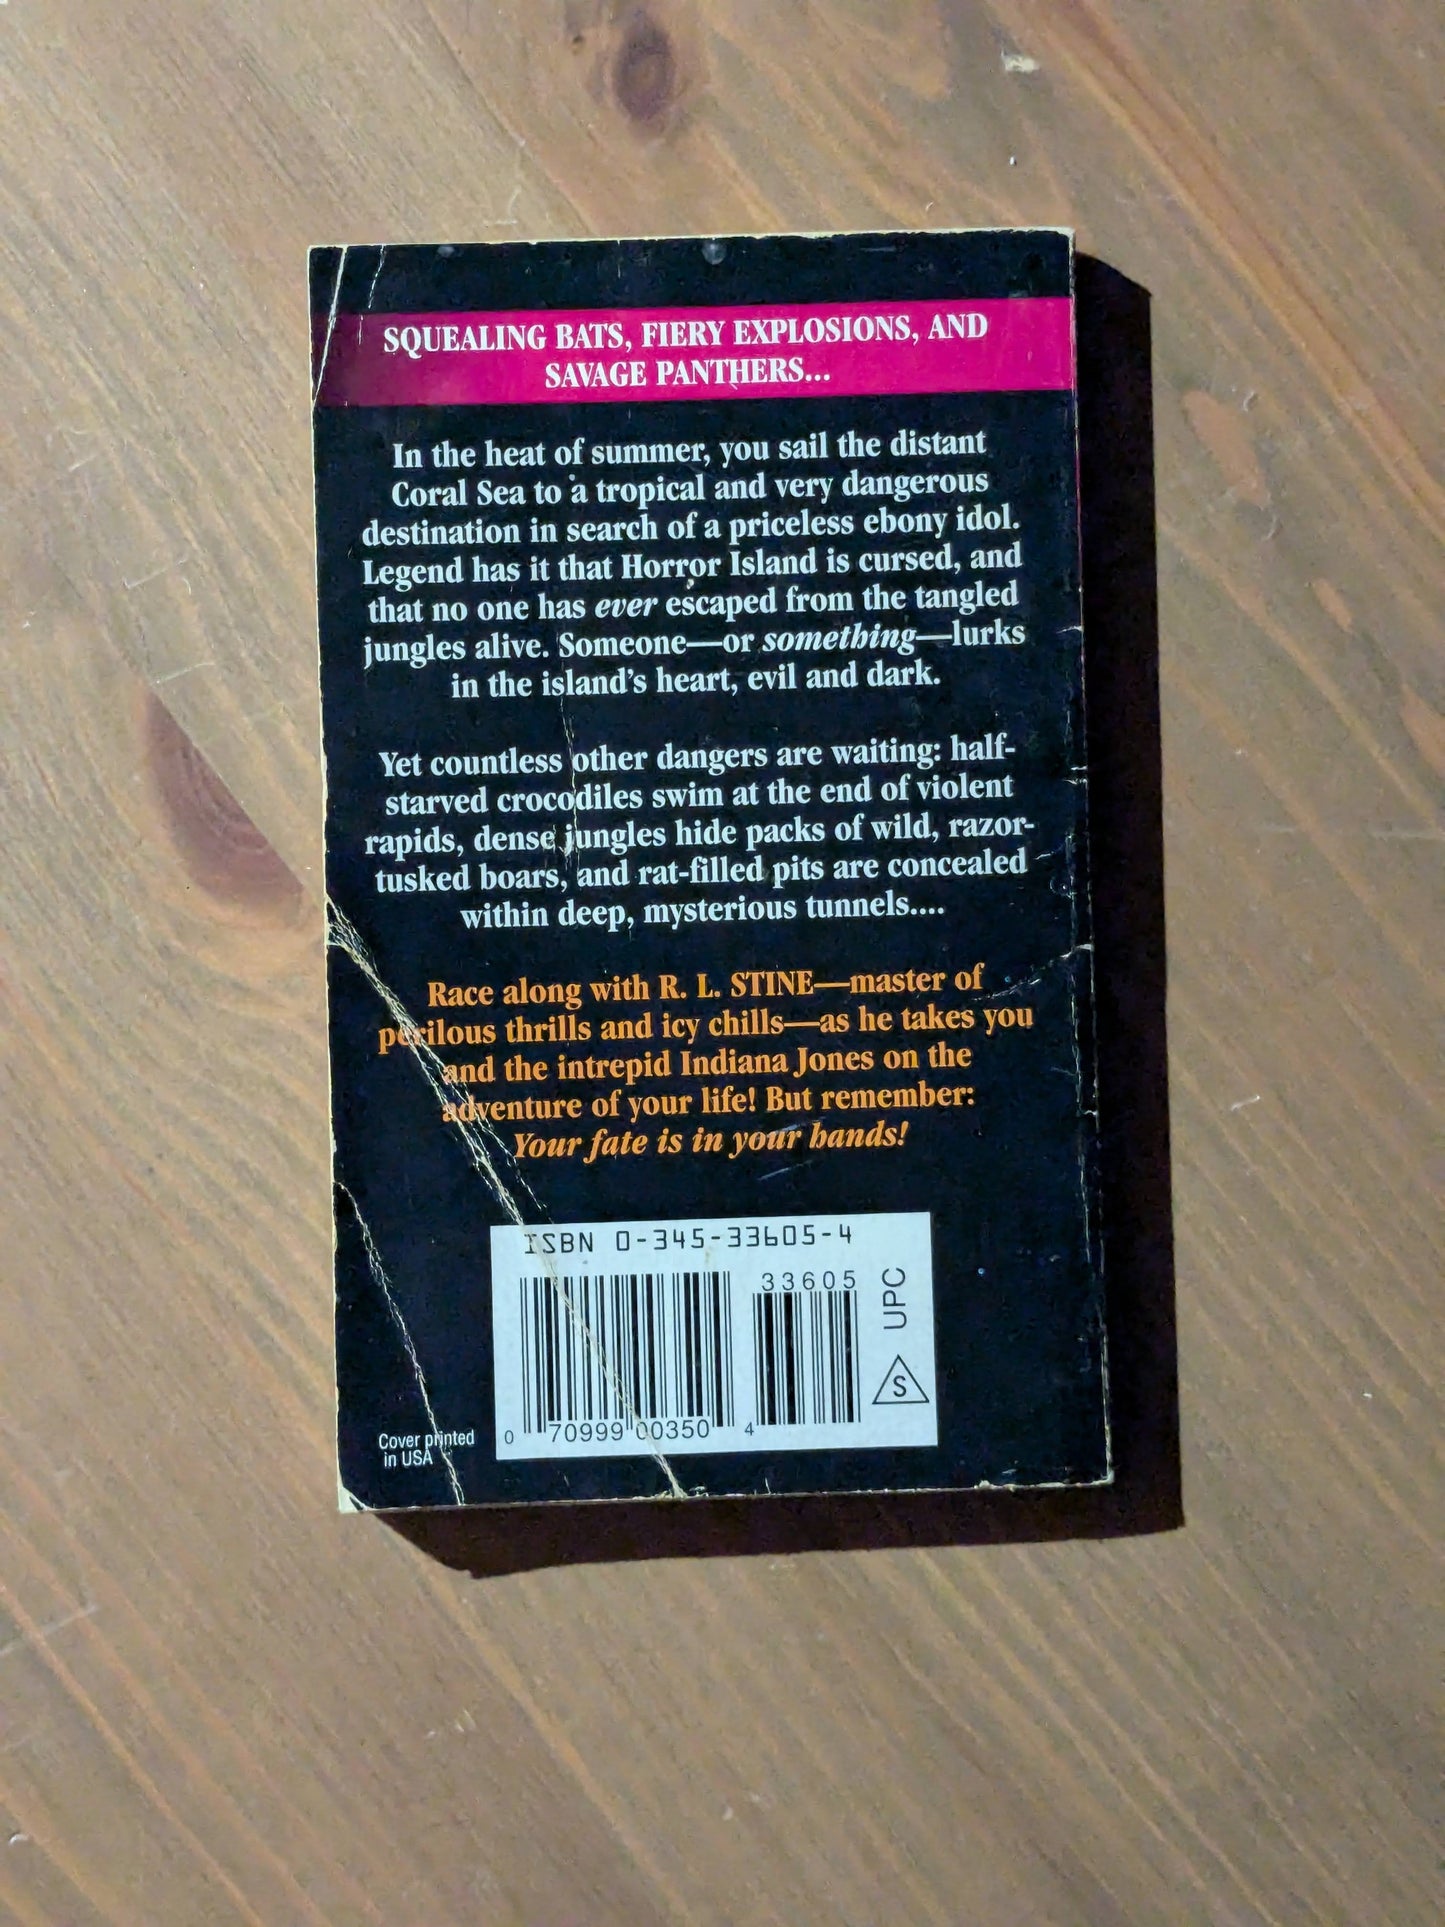 SQUEALING BATS, FIERY EXPLOSIONS, AND
SAVAGE PANTHERS...
In the heat of summer, you sail the distant
Coral Sea to a tropical and very dangerous
destination in search of a priceless ebony idol.
Legend has it that Horror Island is cursed, and
that no one has ever escaped from the tangled
jungles alive. Someone—or something—lurks
in the island's heart, evil and dark.
Yet countless other dangers are waiting: half-
starved crocodiles swim at the end of violent
rapids, dense jungles hide packs of wild, razor-
tusked boars, and rat-filled pits are concealed
within deep, mysterious tunnels....
Race along with R. L. STINE—master of
perilous thrills and icy chills—as he takes you
and the intrepid Indiana Jones on the
adventure of your life! But remember:
Your fate is in your hands!
ISBN 0-345-33605-4
33605
UPC
S
0 70999 00350 4
Cover printed
in USA